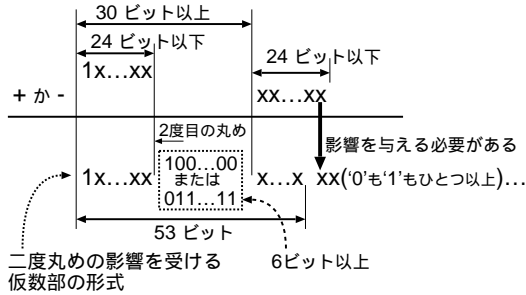 30 ビット以上
24 ビット以下
24 ビット以下
1x…xx
+ か -
xx…xx
2度目の丸め
影響を与える必要がある
1x…xx
100…00
または
011…11
x…x
xx('0'も'1'もひとつ以上)…
53 ビット
二度丸めの影響を受ける
仮数部の形式
6ビット以上